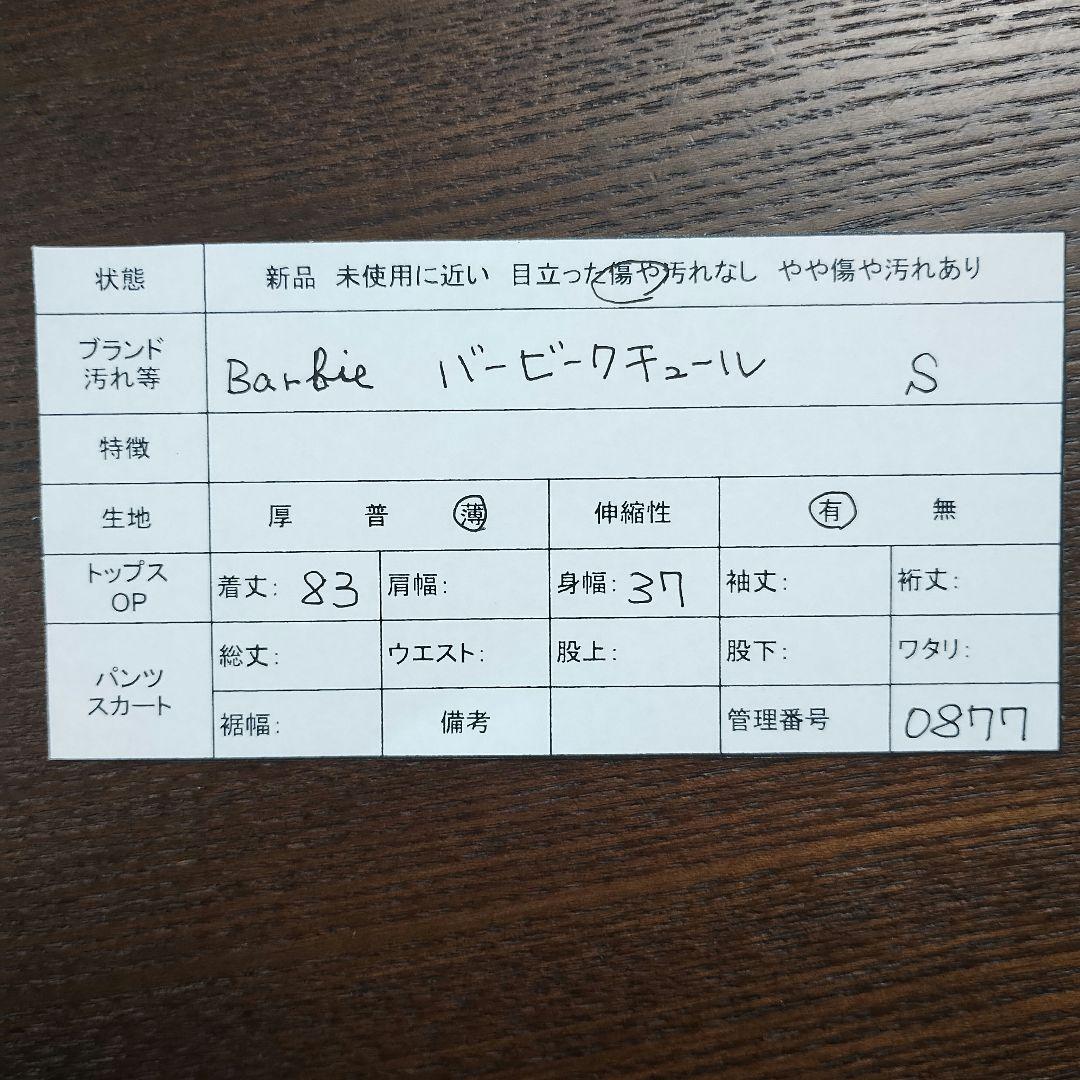 状態 新品 未使用に近い 目立った傷や汚れなし やや傷や汚れあり
ブランド
汚れ等 Barbie バービークチュール S
特徴
生地 厚 普 薄 伸縮性 有 無
トップス
OP 着丈: 83 肩幅: 身幅: 37 袖丈: 裄丈:
パンツ
スカート 総丈: ウエスト: 股上: 股下: ワタリ:
裾幅: 備考 管理番号 0877